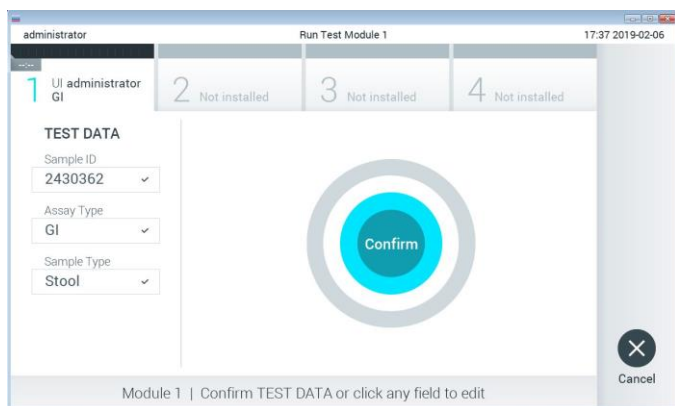 administrator Run Test Module 1 17:37 2019-02-06
--:--
1 UI administrator
GI
2 Not installed
3 Not installed
4 Not installed
TEST DATA
Sample ID
2430362
Assay Type
GI
Sample Type
Stool
Confirm
Cancel
Module 1 | Confirm TEST DATA or click any field to edit